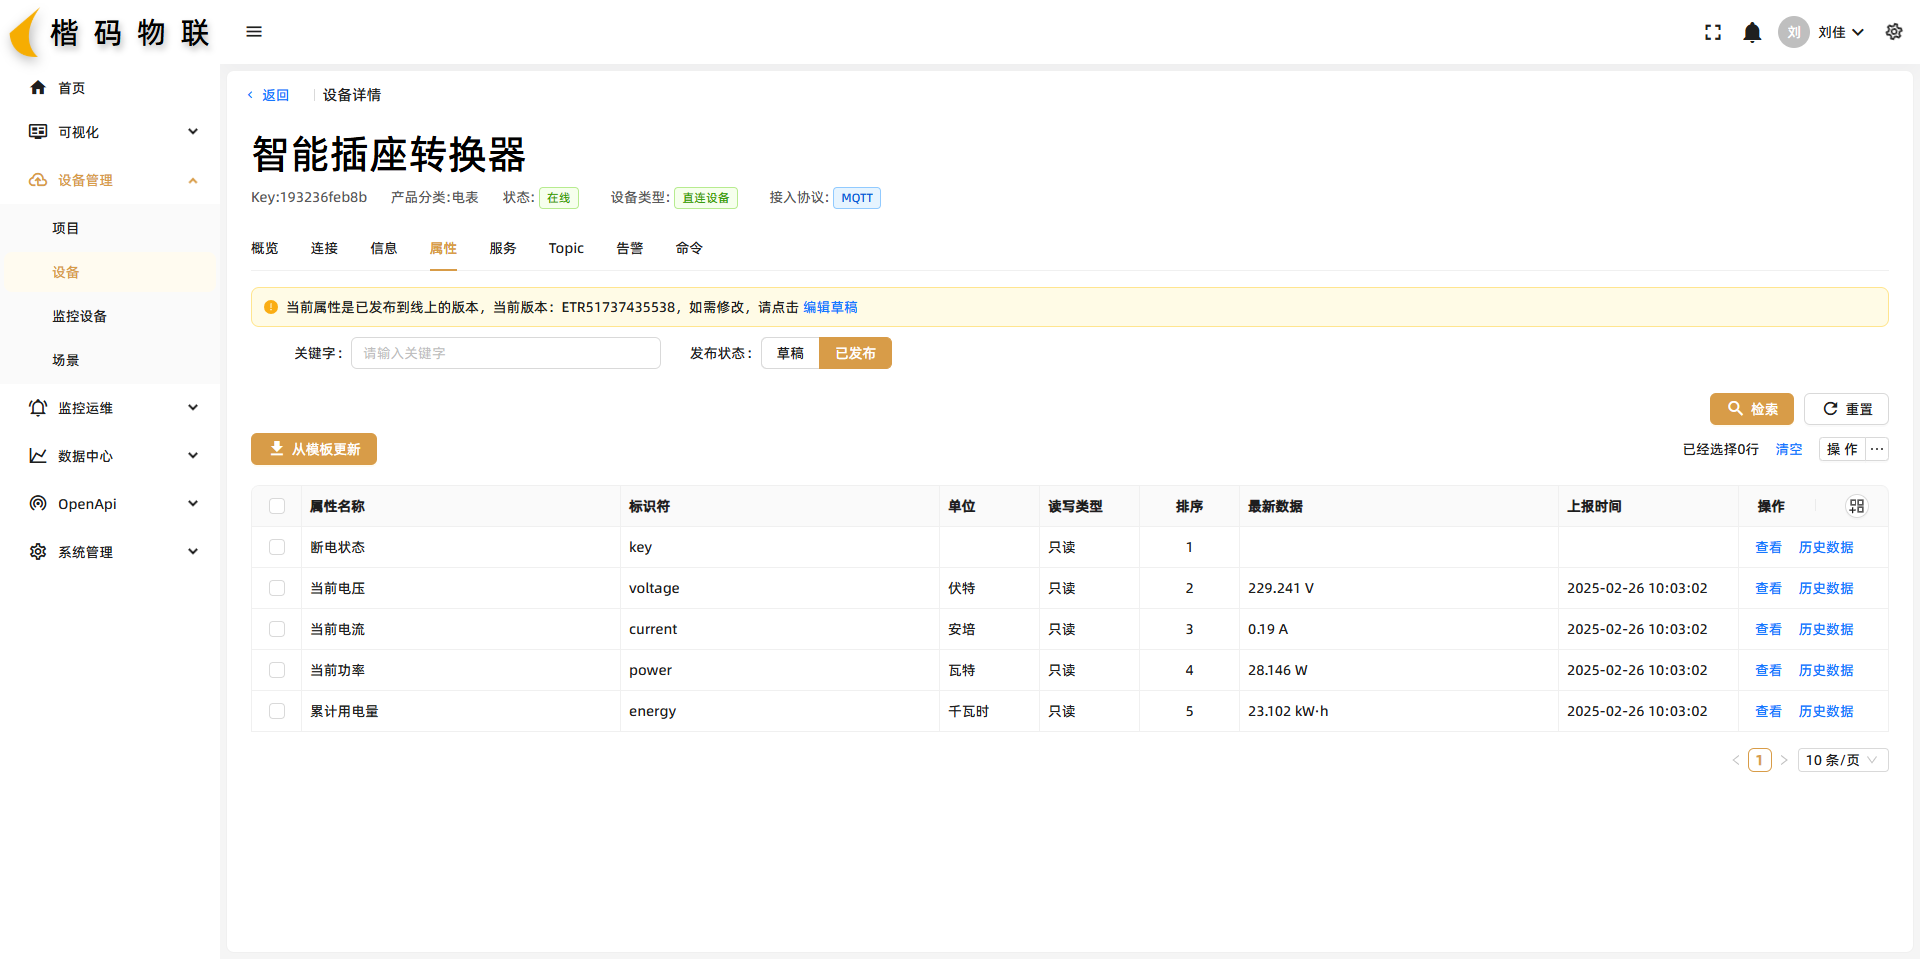 楷码物联
刘 刘佳
首页
可视化
设备管理
项目
设备
监控设备
场景
监控运维
数据中心
OpenApi
系统管理
返回 设备详情
智能插座转换器
Key:193236feb8b 产品分类:电表 状态: 在线 设备类型: 直连设备 接入协议: MQTT
概览 连接 信息 属性 服务 Topic 告警 命令
当前属性是已发布到线上的版本，当前版本：ETR51737435538，如需修改，请点击 编辑草稿
关键字： 请输入关键字 发布状态： 草稿 已发布
检索 重置
从模板更新 已经选择0行 清空 操 作 ···
属性名称 标识符 单位 读写类型 排序 最新数据 上报时间 操作
断电状态 key 只读 1 查看 历史数据
当前电压 voltage 伏特 只读 2 229.241 V 2025-02-26 10:03:02 查看 历史数据
当前电流 current 安培 只读 3 0.19 A 2025-02-26 10:03:02 查看 历史数据
当前功率 power 瓦特 只读 4 28.146 W 2025-02-26 10:03:02 查看 历史数据
累计用电量 energy 千瓦时 只读 5 23.102 kW·h 2025-02-26 10:03:02 查看 历史数据
< 1 > 10 条/页